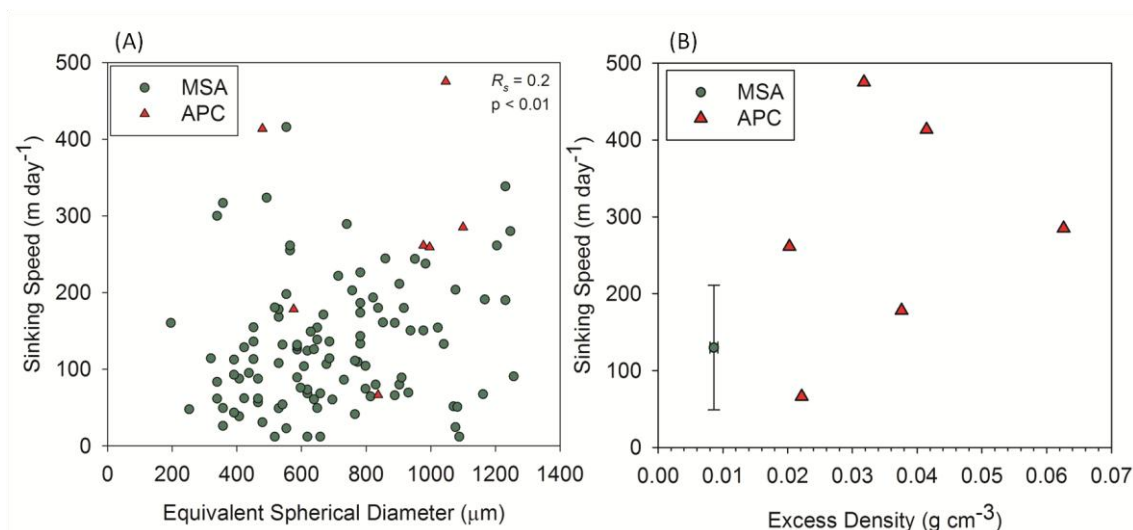 (A)
500
400
300
200
100
0
Sinking Speed (m day⁻¹)
MSA
APC
Rₛ = 0.2
p < 0.01
0 200 400 600 800 1000 1200 1400
Equivalent Spherical Diameter (μm)
(B)
500
400
300
200
100
0
Sinking Speed (m day⁻¹)
MSA
APC
0.00 0.01 0.02 0.03 0.04 0.05 0.06 0.07
Excess Density (g cm⁻³)